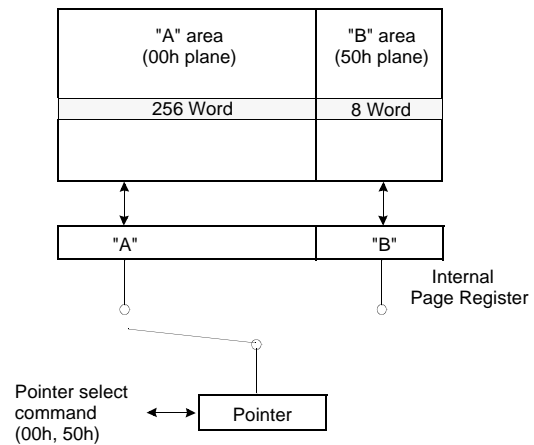 "A" area
(00h plane)
"B" area
(50h plane)
256 Word
8 Word
"A"
"B"
Internal
Page Register
Pointer select
command
(00h, 50h)
Pointer